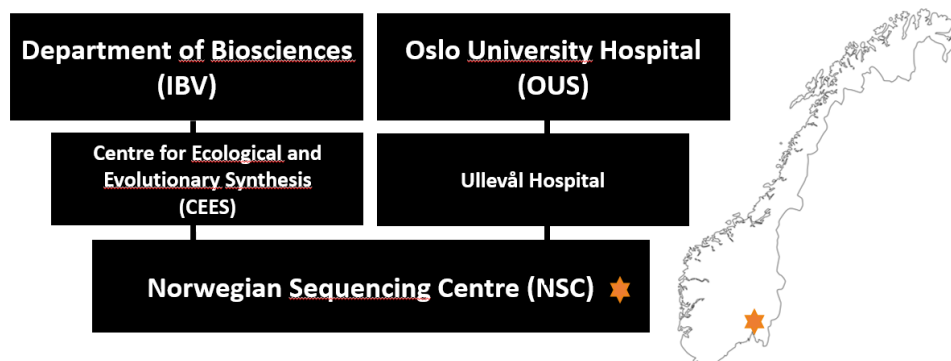 Department of Biosciences
(IBV)
Oslo University Hospital
(OUS)
Centre for Ecological and
Evolutionary Synthesis
(CEES)
Ullevål Hospital
Norwegian Sequencing Centre (NSC)